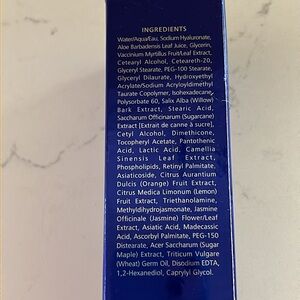 INGREDIENTS
Water/Aqua/Eau, Sodium Hyaluronate,
Aloe Barbadensis Leaf Juice, Glycerin,
Vaccinium Myrtillus Fruit/Leaf Extract,
Cetearyl Alcohol, Ceteareth-20,
Glyceryl Stearate, PEG-100 Stearate,
Glyceryl Dilaurate, Hydroxyethyl
Acrylate/Sodium Acryloyldimethyl
Taurate Copolymer, Isohexadecane,
Polysorbate 60, Salix Alba (Willow)
Bark Extract, Stearic Acid,
Saccharum Officinarum (Sugarcane)
Extract [Extrait de canne à sucre],
Cetyl Alcohol, Dimethicone,
Tocopheryl Acetate, Pantothenic
Acid, Lactic Acid, Camellia
Sinensis Leaf Extract,
Phospholipids, Retinyl Palmitate,
Asiaticoside, Citrus Aurantium
Dulcis (Orange) Fruit Extract,
Citrus Medica Limonum (Lemon)
Fruit Extract, Triethanolamine,
Methyldihydrojasmonate, Jasmine
Officinale (Jasmine) Flower/Leaf
Extract, Asiatic Acid, Madecassic
Acid, Ascorbyl Palmitate, PEG-150
Distearate, Acer Saccharum (Sugar
Maple) Extract, Triticum Vulgare
(Wheat) Germ Oil, Disodium EDTA,
1,2-Hexanediol, Caprylyl Glycol.